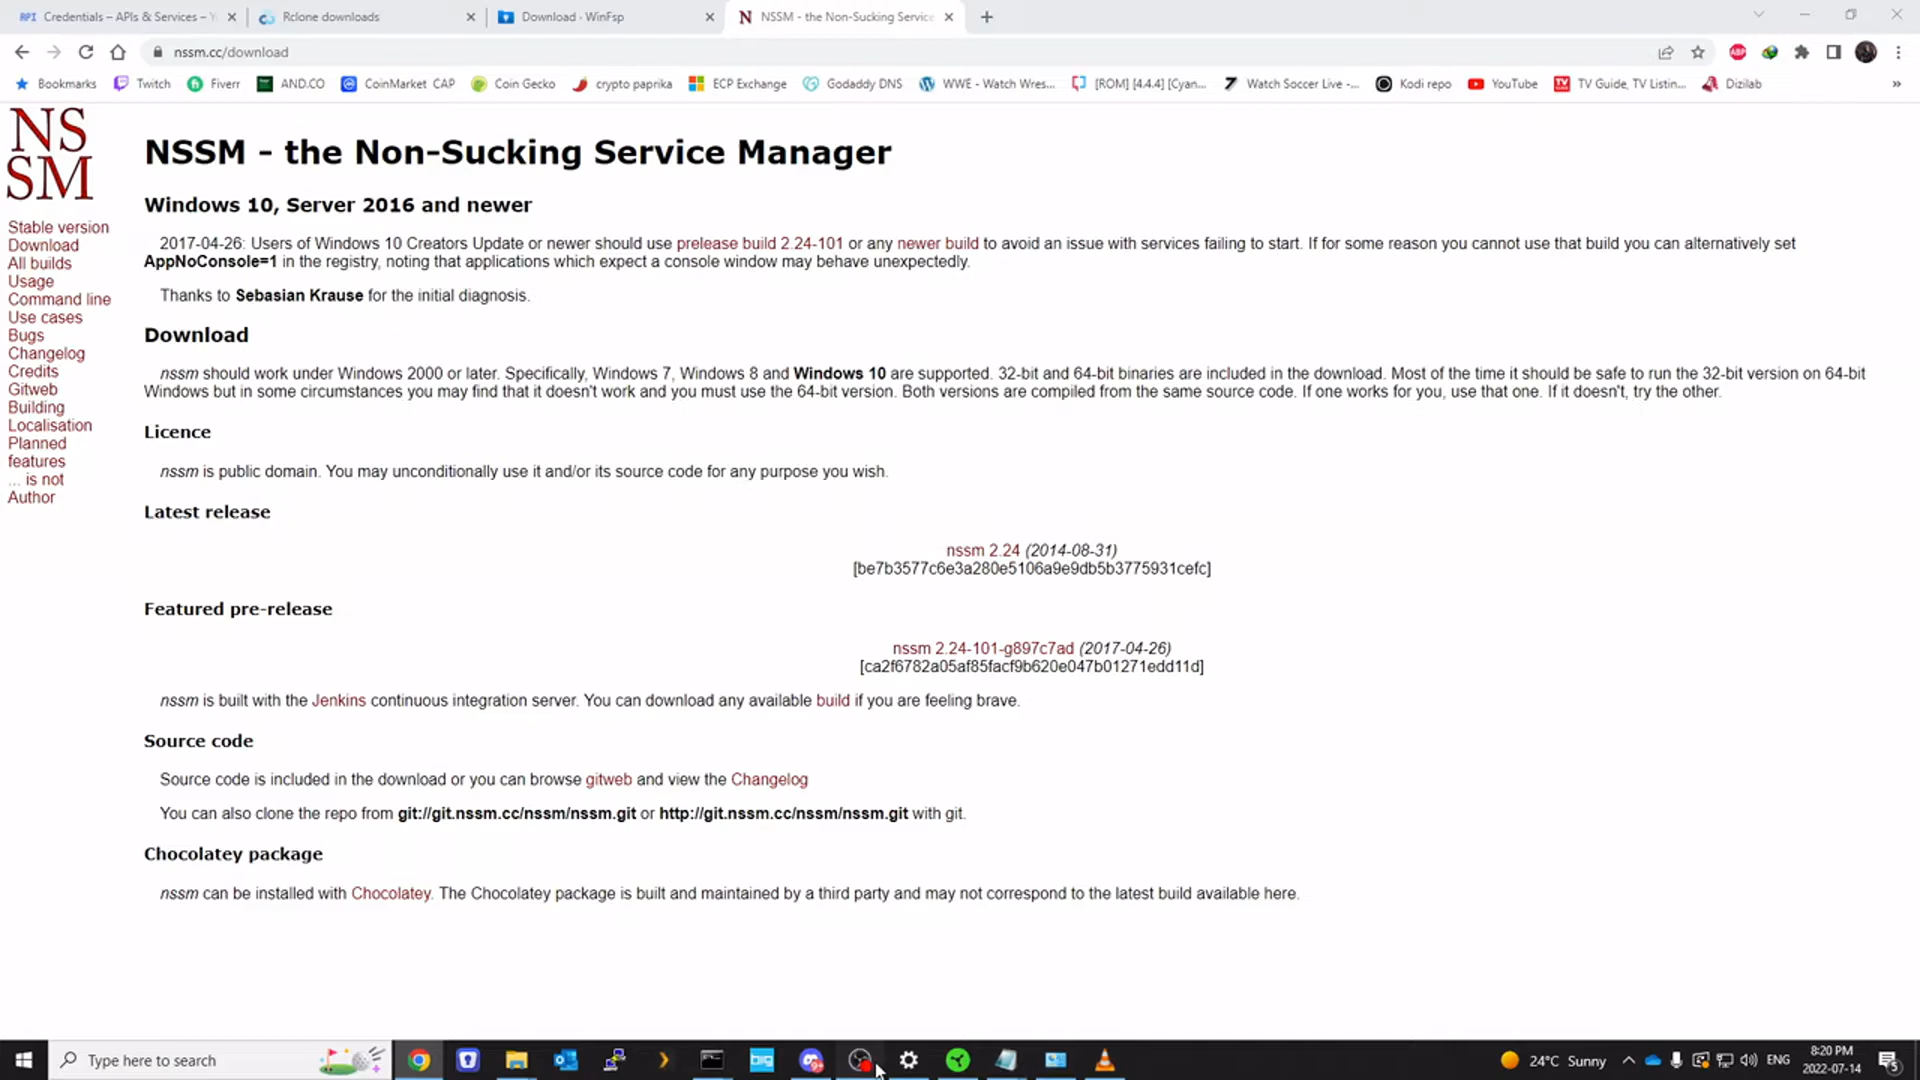 Credentials – APIs & Services – Y
Rclone downloads
Download · WinFsp
NSSM - the Non-Sucking Service
nssm.cc/download
Bookmarks
Twitch
Fiverr
AND.CO
CoinMarket CAP
Coin Gecko
crypto paprika
ECP Exchange
Godaddy DNS
WWE - Watch Wres...
[ROM] [4.4.4] [Cyan...
Watch Soccer Live -...
Kodi repo
YouTube
TV Guide, TV Listin...
Dizilab
NS
SM
Stable version
Download
All builds
Usage
Command line
Use cases
Bugs
Changelog
Credits
Gitweb
Building
Localisation
Planned
features
... is not
Author
NSSM - the Non-Sucking Service Manager
Windows 10, Server 2016 and newer
2017-04-26: Users of Windows 10 Creators Update or newer should use prelease build 2.24-101 or any newer build to avoid an issue with services failing to start. If for some reason you cannot use that build you can alternatively set
AppNoConsole=1 in the registry, noting that applications which expect a console window may behave unexpectedly.
Thanks to Sebasian Krause for the initial diagnosis.
Download
nssm should work under Windows 2000 or later. Specifically, Windows 7, Windows 8 and Windows 10 are supported. 32-bit and 64-bit binaries are included in the download. Most of the time it should be safe to run the 32-bit version on 64-bit
Windows but in some circumstances you may find that it doesn't work and you must use the 64-bit version. Both versions are compiled from the same source code. If one works for you, use that one. If it doesn't, try the other.
Licence
nssm is public domain. You may unconditionally use it and/or its source code for any purpose you wish.
Latest release
nssm 2.24 (2014-08-31)
[be7b3577c6e3a280e5106a9e9db5b3775931cefc]
Featured pre-release
nssm 2.24-101-g897c7ad (2017-04-26)
[ca2f6782a05af85facf9b620e047b01271edd11d]
nssm is built with the Jenkins continuous integration server. You can download any available build if you are feeling brave.
Source code
Source code is included in the download or you can browse gitweb and view the Changelog
You can also clone the repo from git://git.nssm.cc/nssm/nssm.git or http://git.nssm.cc/nssm/nssm.git with git.
Chocolatey package
nssm can be installed with Chocolatey. The Chocolatey package is built and maintained by a third party and may not correspond to the latest build available here.
Type here to search
24°C Sunny
ENG
8:20 PM
2022-07-14
5